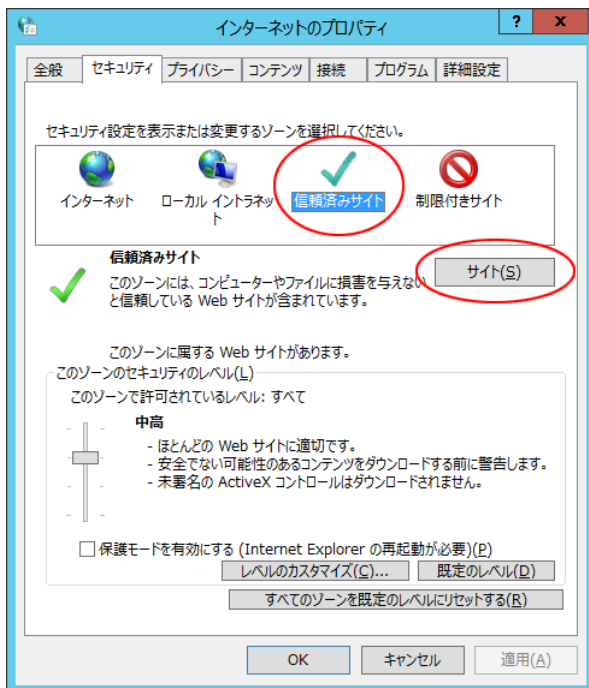 インターネットのプロパティ
? x
全般 セキュリティ プライバシー コンテンツ 接続 プログラム 詳細設定
セキュリティ設定を表示または変更するゾーンを選択してください。
インターネット ローカル イントラネッ 信頼済みサイト 制限付きサイト
ト
信頼済みサイト
サイト(S)
このゾーンには、コンピューターやファイルに損害を与えない
と信頼している Web サイトが含まれています。
このゾーンに属する Web サイトがあります。
このゾーンのセキュリティのレベル(L)
このゾーンで許可されているレベル: すべて
中高
- ほとんどの Web サイトに適切です。
- 安全でない可能性のあるコンテンツをダウンロードする前に警告します。
- 未署名の ActiveX コントロールはダウンロードされません。
保護モードを有効にする (Internet Explorer の再起動が必要)(P)
レベルのカスタマイズ(C)... 既定のレベル(D)
すべてのゾーンを既定のレベルにリセットする(R)
OK キャンセル 適用(A)